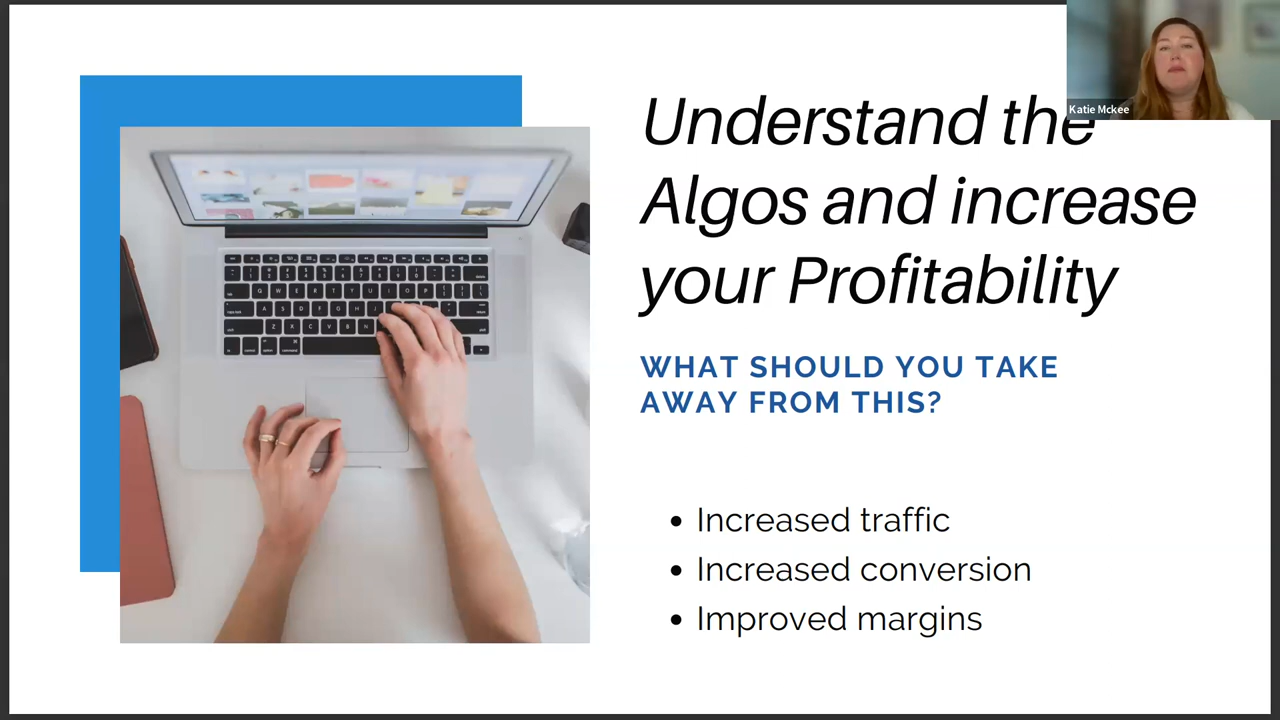 Understand the
Algos and increase
your Profitability
WHAT SHOULD YOU TAKE
AWAY FROM THIS?
• Increased traffic
• Increased conversion
• Improved margins
Katie Mckee